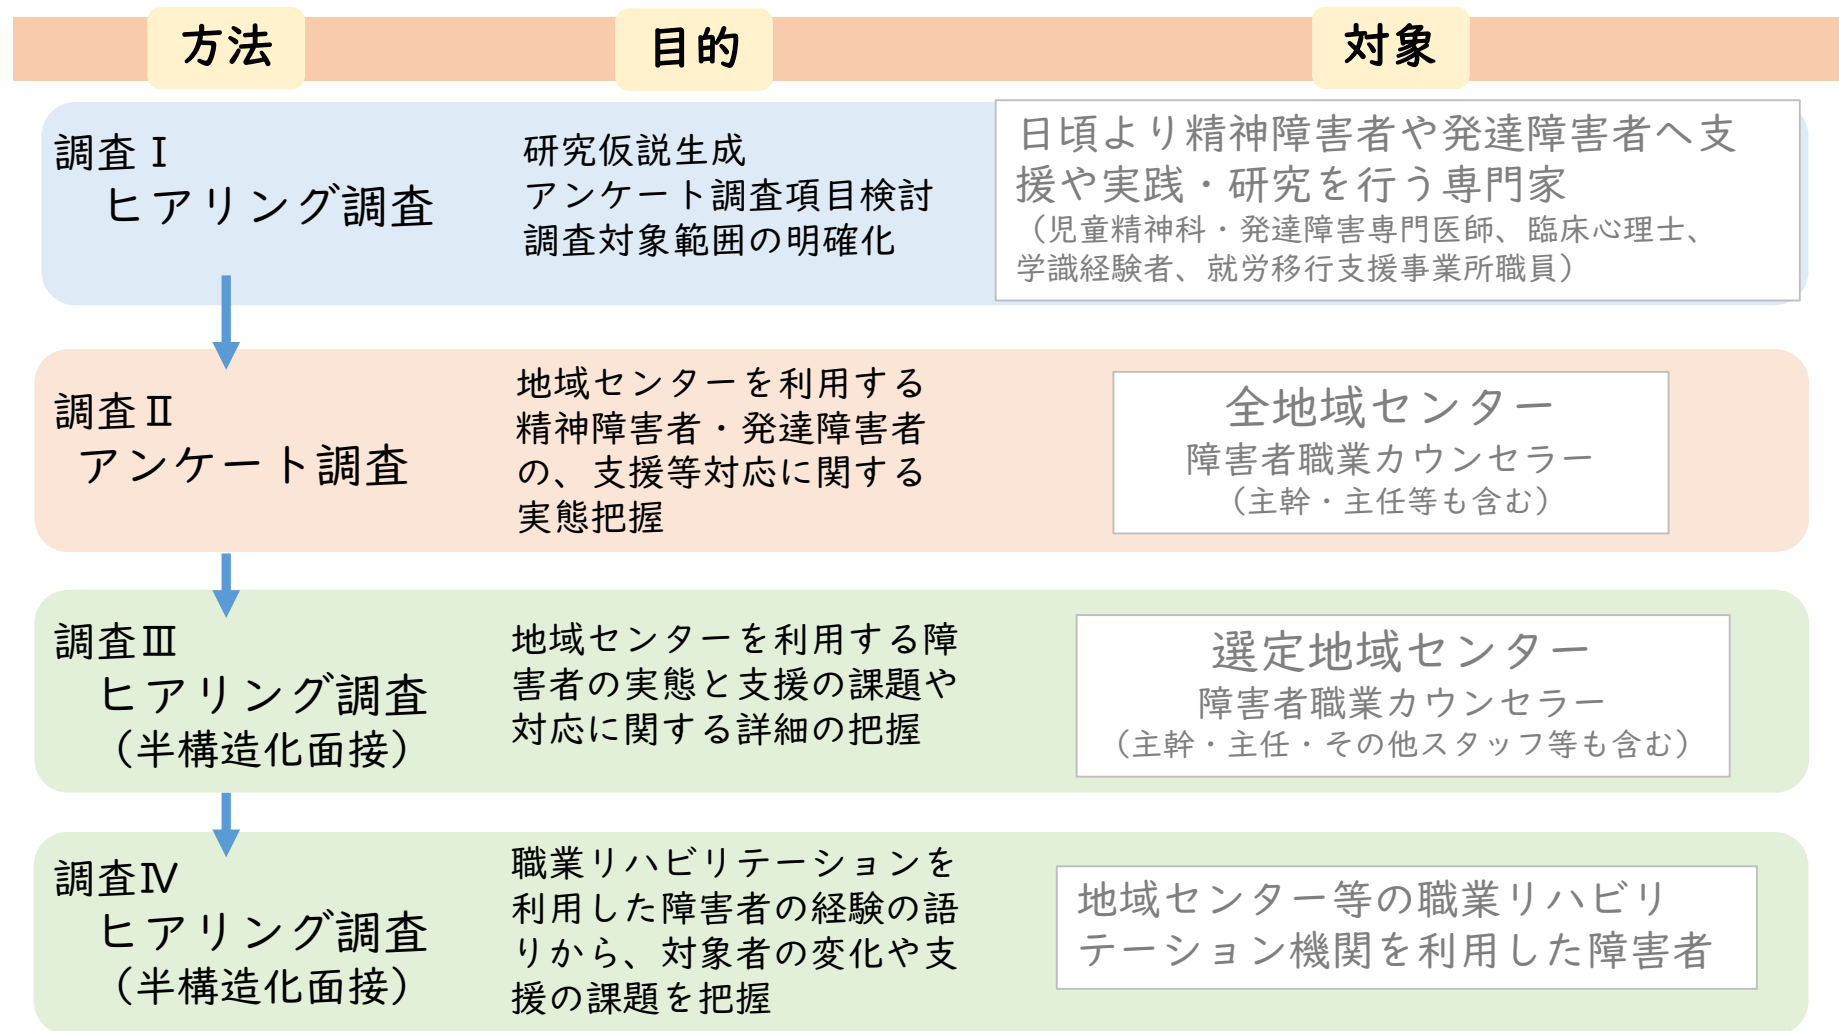 方法
目的
対象
調査Ⅰ
ヒアリング調査
研究仮説生成
アンケート調査項目検討
調査対象範囲の明確化
日頃より精神障害者や発達障害者へ支
援や実践・研究を行う専門家
（児童精神科・発達障害専門医師、臨床心理士、
学識経験者、就労移行支援事業所職員）
調査Ⅱ
アンケート調査
地域センターを利用する
精神障害者・発達障害者
の、支援等対応に関する
実態把握
全地域センター
障害者職業カウンセラー
（主幹・主任等も含む）
調査Ⅲ
ヒアリング調査
（半構造化面接）
地域センターを利用する障
害者の実態と支援の課題や
対応に関する詳細の把握
選定地域センター
障害者職業カウンセラー
（主幹・主任・その他スタッフ等も含む）
調査Ⅳ
ヒアリング調査
（半構造化面接）
職業リハビリテーションを
利用した障害者の経験の語
りから、対象者の変化や支
援の課題を把握
地域センター等の職業リハビリ
テーション機関を利用した障害者